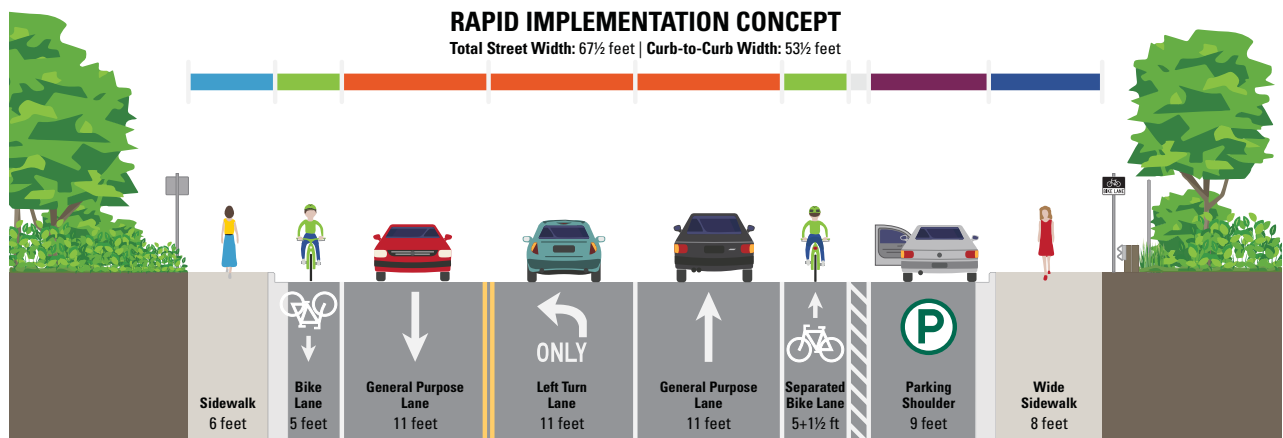 RAPID IMPLEMENTATION CONCEPT
Total Street Width: 67½ feet | Curb-to-Curb Width: 53½ feet
BIKE LANE
ONLY
P
Sidewalk
6 feet
Bike
Lane
5 feet
General Purpose
Lane
11 feet
Left Turn
Lane
11 feet
General Purpose
Lane
11 feet
Separated
Bike Lane
5+1½ ft
Parking
Shoulder
9 feet
Wide
Sidewalk
8 feet